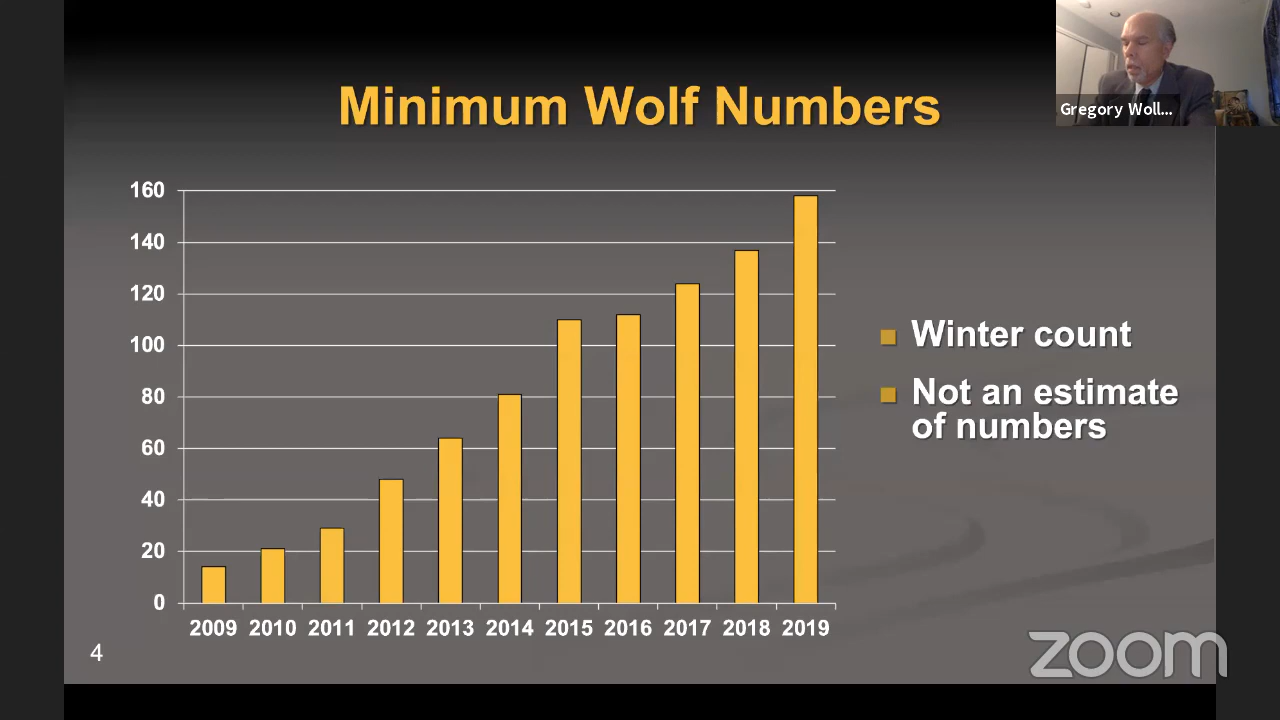 Minimum Wolf Numbers
Gregory Woll...
160
140
120
100
80
60
40
20
0
2009 2010 2011 2012 2013 2014 2015 2016 2017 2018 2019
Winter count
Not an estimate
of numbers
4
zoom